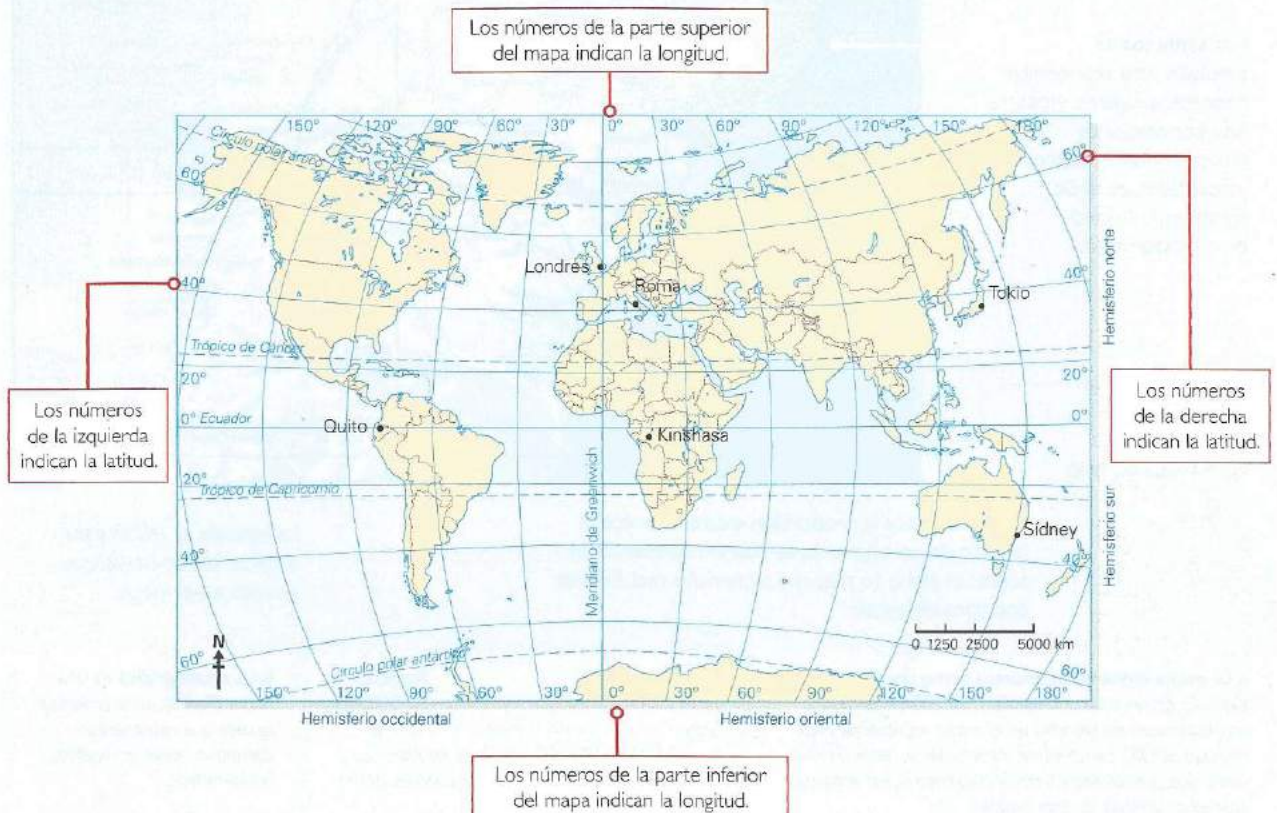 Los números de la parte superior
del mapa indican la longitud.
150° 120° 90° 60° 30° 0° 30° 60° 90° 120° 150° 180°
Círculo polar ártico
60°
60°
Londres
Roma
Tokio
40°
40°
Hemisferio norte
Trópico de Cáncer
20°
20°
Los números
de la izquierda
indican la latitud.
Los números
de la derecha
indican la latitud.
0° Ecuador
0°
Quito
Kinshasa
20°
20°
Trópico de Capricornio
Meridiano de Greenwich
Sídney
Hemisferio sur
40°
40°
N
0 1250 2500 5000 km
60°
60°
Círculo polar antártico
150° 120° 90° 60° 30° 0° 30° 60° 90° 120° 150° 180°
Hemisferio occidental
Hemisferio oriental
Los números de la parte inferior
del mapa indican la longitud.